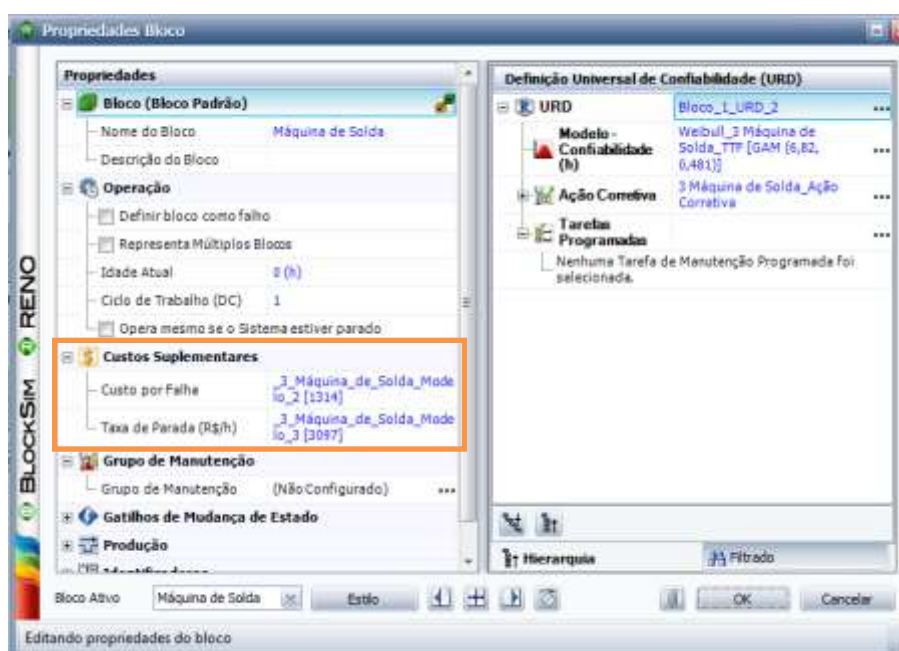 Propriedades Bloco
Propriedades
Bloco (Bloco Padrão)
Nome do Bloco Máquina de Solda
Descrição do Bloco
Operação
Definir bloco como falho
Representa Múltiplos Blocos
Idade Atual 0 (h)
Ciclo de Trabalho (DC) 1
Opera mesmo se o Sistema estiver parado
Custos Suplementares
Custo por Falha _3_Máquina_de_Solda_Mode
lo_2 [1314]
Taxa de Parada (R$/h) _3_Máquina_de_Solda_Mode
lo_3 [3097]
Grupo de Manutenção
Grupo de Manutenção (Não Configurado) ...
Gatilhos de Mudança de Estado
Produção
Definição Universal de Confiabilidade (URD)
URD Bloco_1_URD_2 ...
Modelo -
Confiabilidade
(h)
Weibull_3 Máquina de
Solda_TTF [GAM (6,82,
0,481)] ...
Ação Corretiva 3 Máquina de Solda_Ação
Corretiva ...
Tarefas
Programadas ...
Nenhuma Tarefa de Manutenção Programada foi
selecionada.
Hierarquia Filtrado
BLOCKSIM RENO
Bloco Ativo Máquina de Solda Estilo OK Cancelar
Editando propriedades do bloco